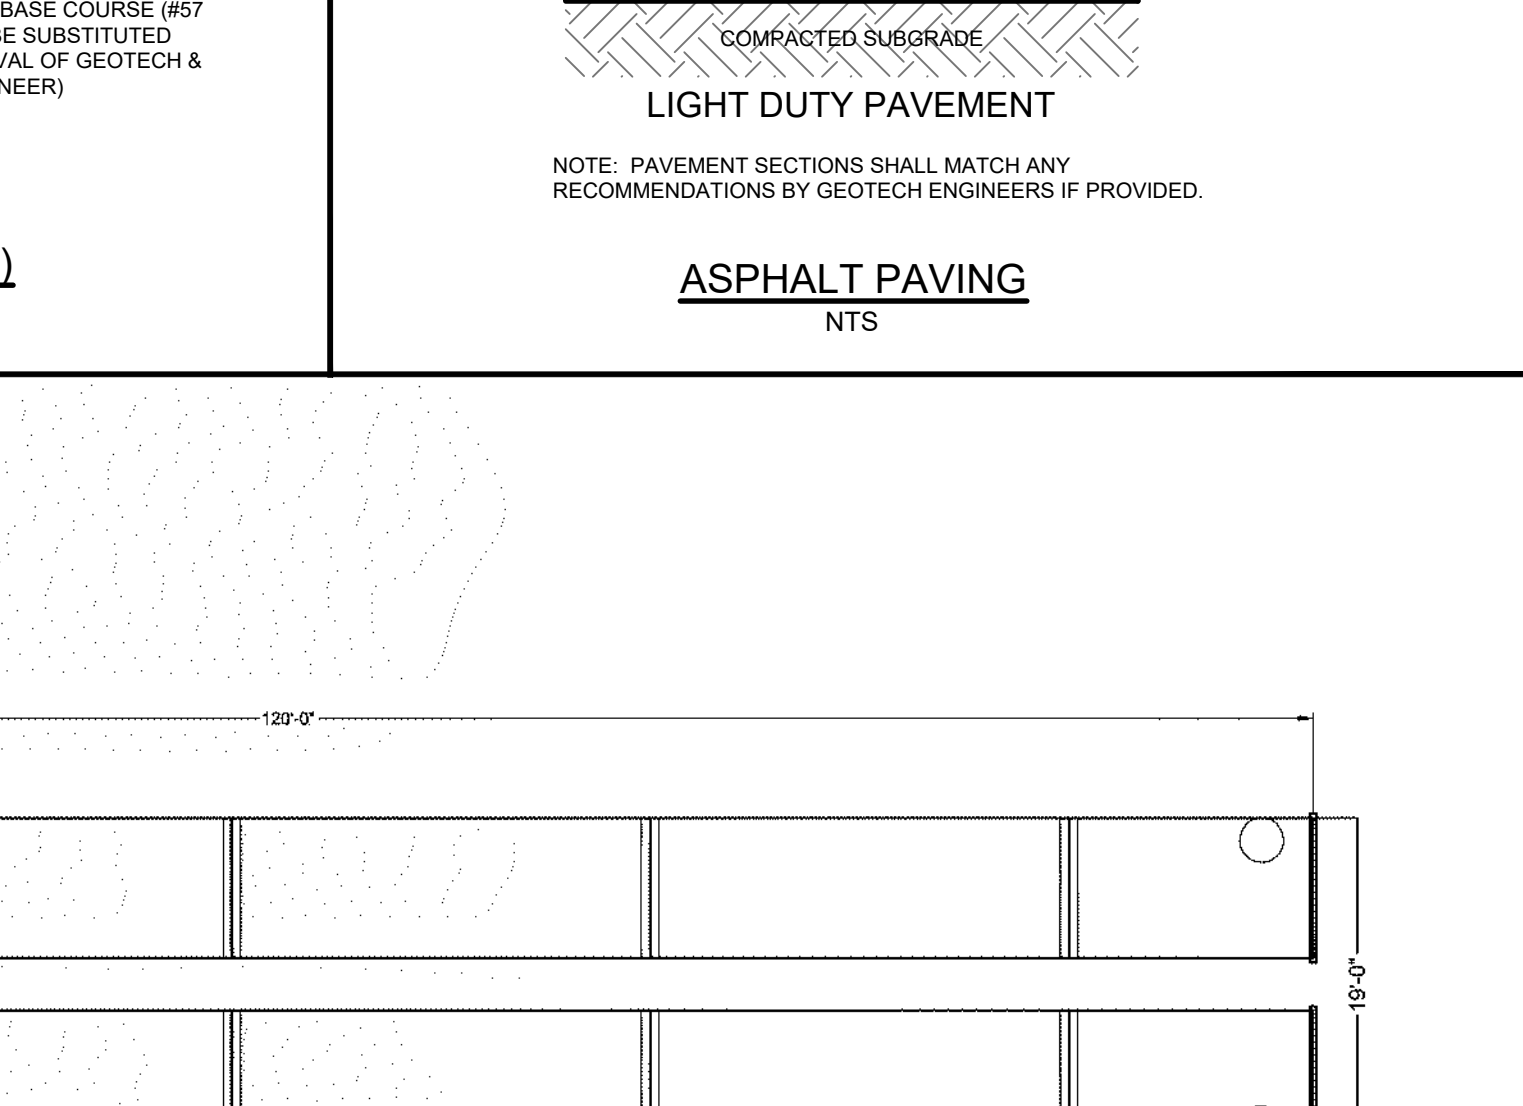 BASE COURSE (#57
BE SUBSTITUTED
VAL OF GEOTECH &
NEER)
)
COMPACTED SUBGRADE
LIGHT DUTY PAVEMENT
NOTE: PAVEMENT SECTIONS SHALL MATCH ANY
RECOMMENDATIONS BY GEOTECH ENGINEERS IF PROVIDED.
ASPHALT PAVING
NTS
120'-0"
19'-0"